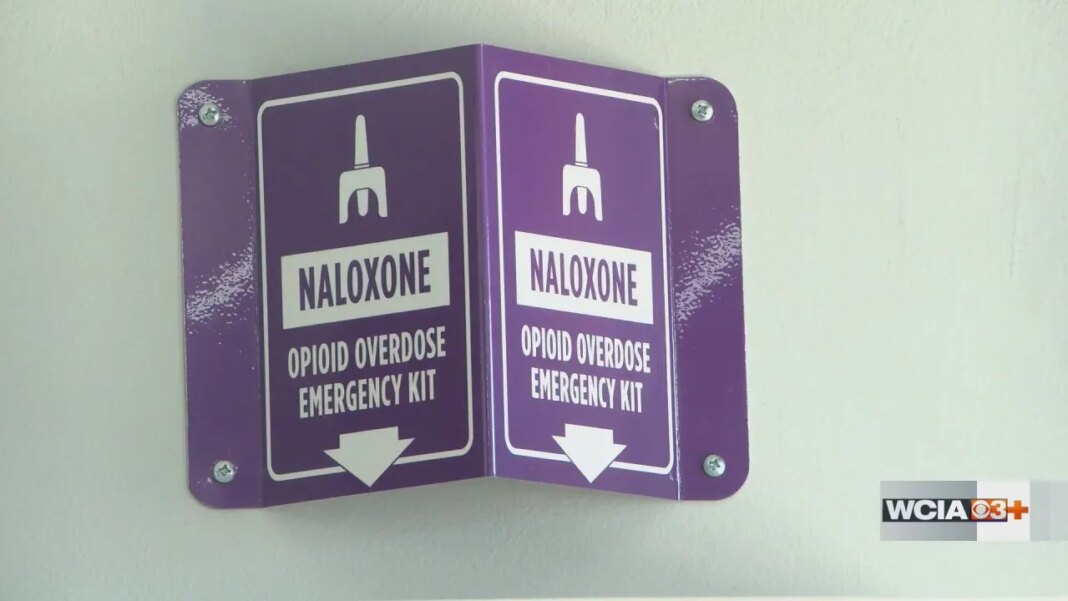 NALOXONE
OPIOID OVERDOSE
EMERGENCY KIT
NALOXONE
OPIOID OVERDOSE
EMERGENCY KIT
WCIA 3+